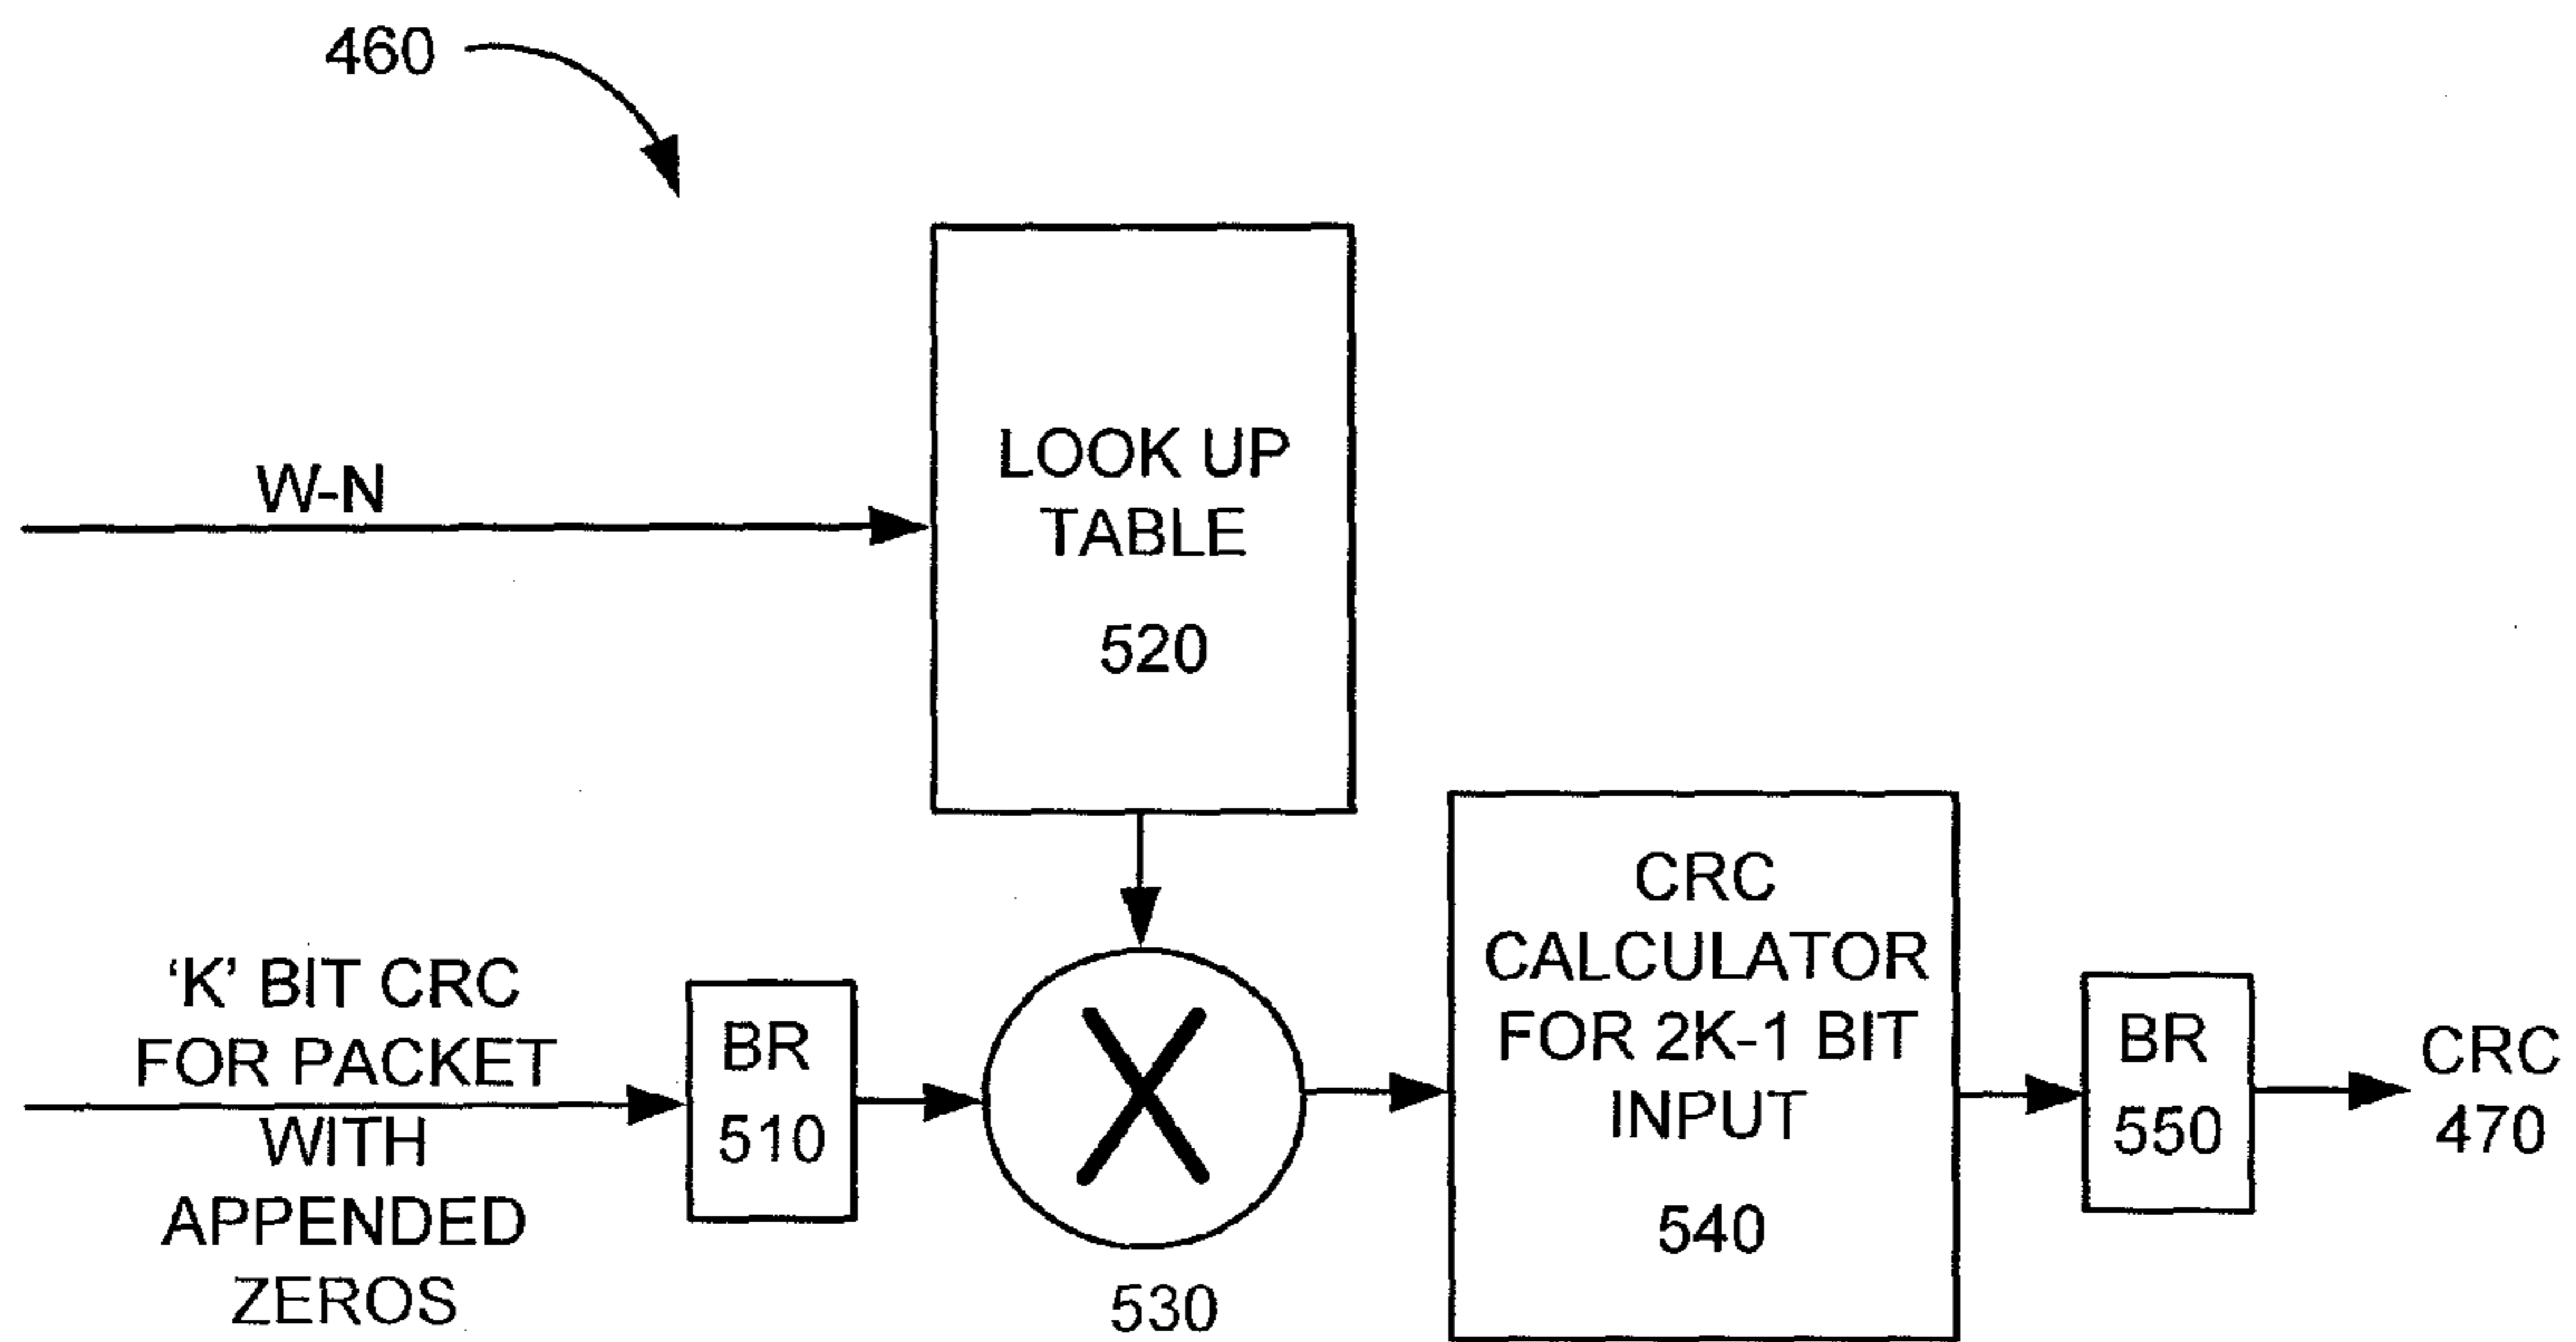 460
W-N
LOOK UP
TABLE
520
'K' BIT CRC
FOR PACKET
WITH
APPENDED
ZEROS
BR
510
X
530
CRC
CALCULATOR
FOR 2K-1 BIT
INPUT
540
BR
550
CRC
470